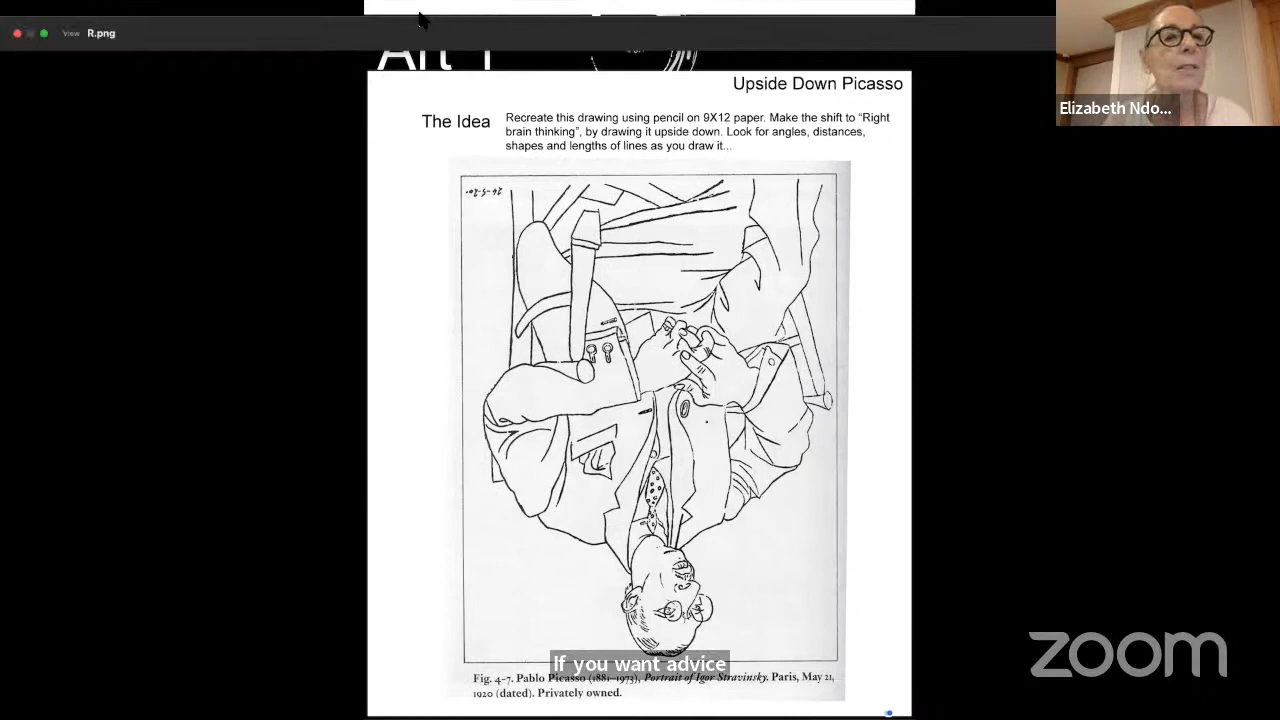 View R.png
Art 1
Elizabeth Ndo...
Upside Down Picasso
The Idea
Recreate this drawing using pencil on 9X12 paper. Make the shift to “Right
brain thinking”, by drawing it upside down. Look for angles, distances,
shapes and lengths of lines as you draw it...
If you want advice
Fig. 4-7. Pablo Picasso (1881–1973), Portrait of Igor Stravinsky. Paris, May 21,
1920 (dated). Privately owned.
zoom